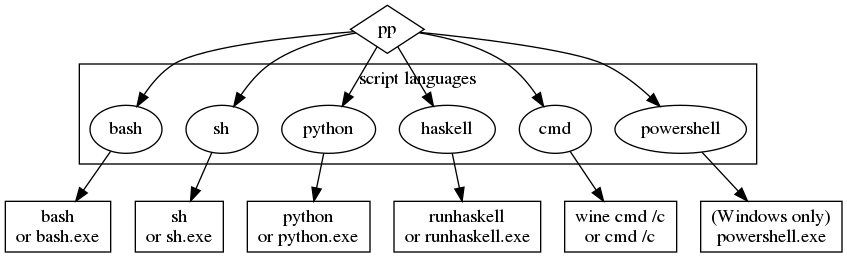 pp
script languages
bash
sh
python
haskell
cmd
powershell
bash
or bash.exe
sh
or sh.exe
python
or python.exe
runhaskell
or runhaskell.exe
wine cmd /c
or cmd /c
(Windows only)
powershell.exe